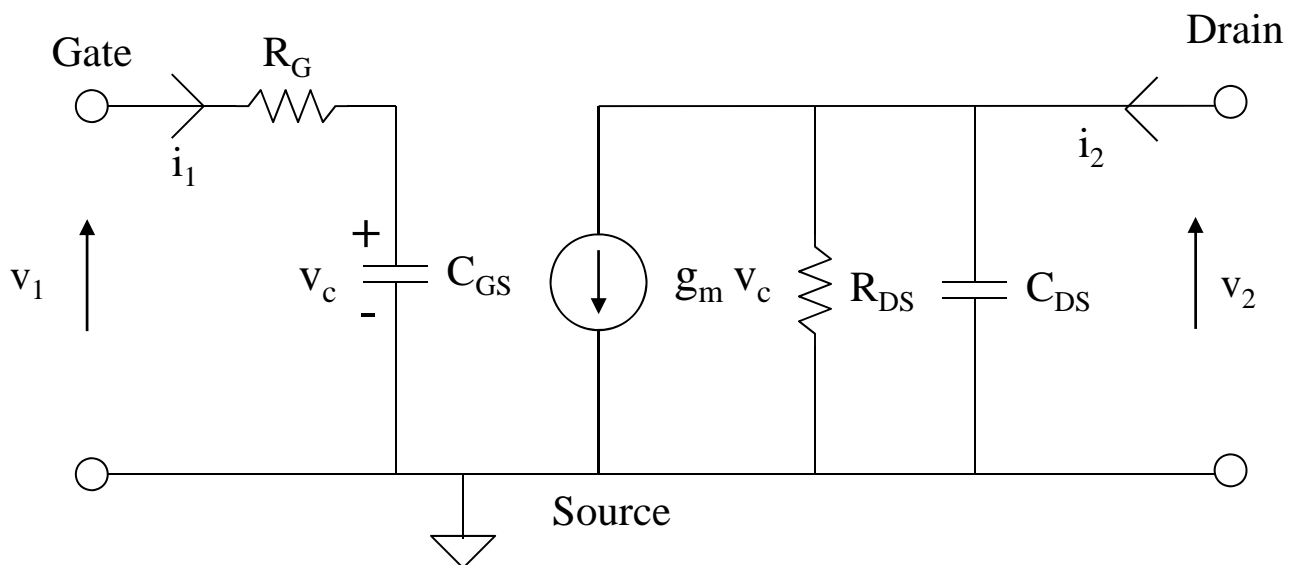 Gate
Drain
R_G
i_1
i_2
+
v_1
v_c
C_GS
g_m v_c
R_DS
C_DS
v_2
-
Source